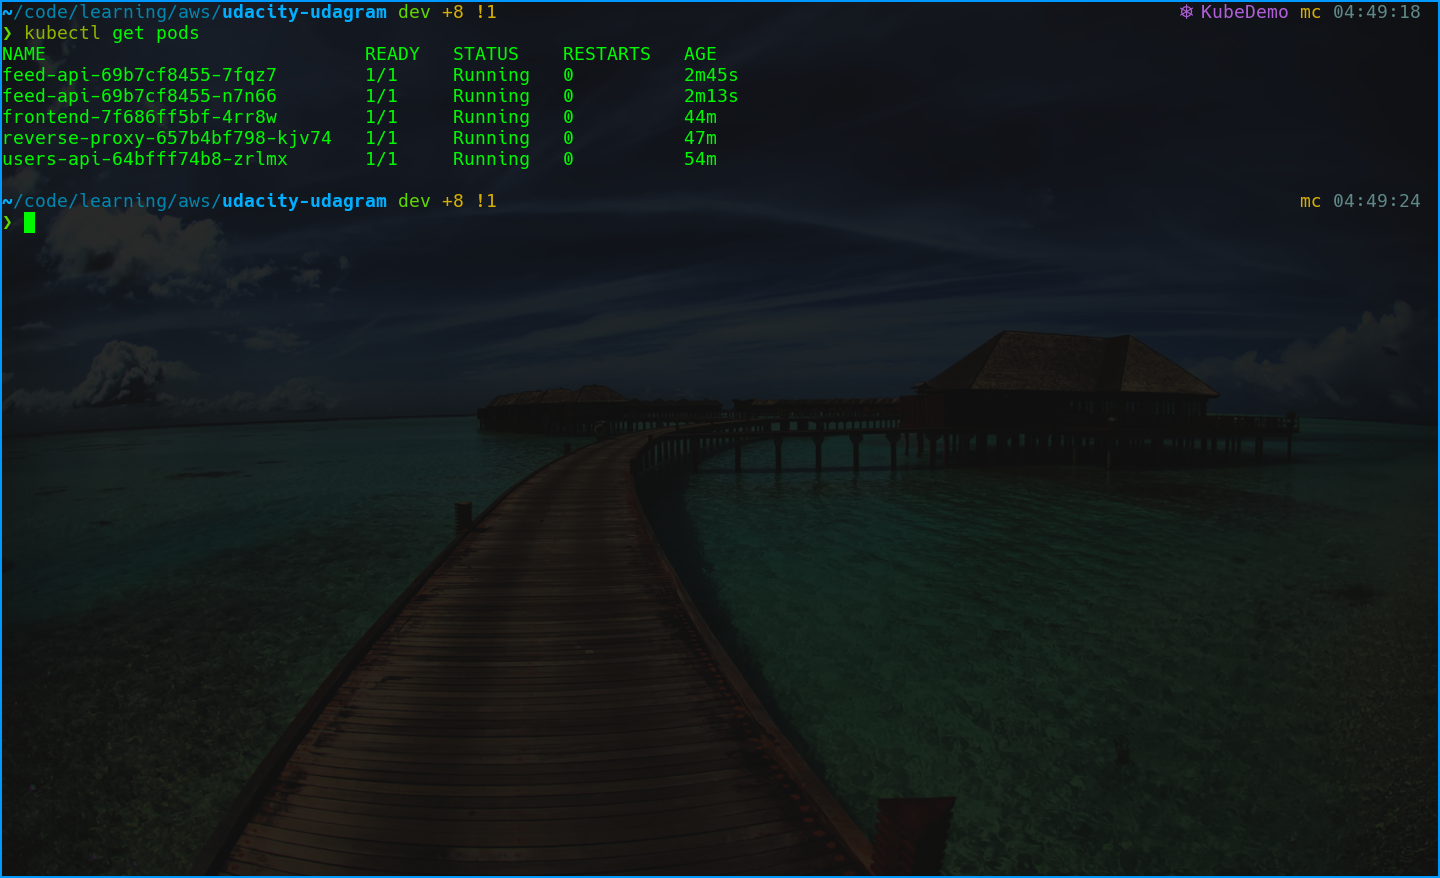 ~/code/learning/aws/udacity-udagram dev +8 !1 ⎈ KubeDemo mc 04:49:18
❯ kubectl get pods
NAME READY STATUS RESTARTS AGE
feed-api-69b7cf8455-7fqz7 1/1 Running 0 2m45s
feed-api-69b7cf8455-n7n66 1/1 Running 0 2m13s
frontend-7f686ff5bf-4rr8w 1/1 Running 0 44m
reverse-proxy-657b4bf798-kjv74 1/1 Running 0 47m
users-api-64bfff74b8-zrlmx 1/1 Running 0 54m
~/code/learning/aws/udacity-udagram dev +8 !1 mc 04:49:24
❯